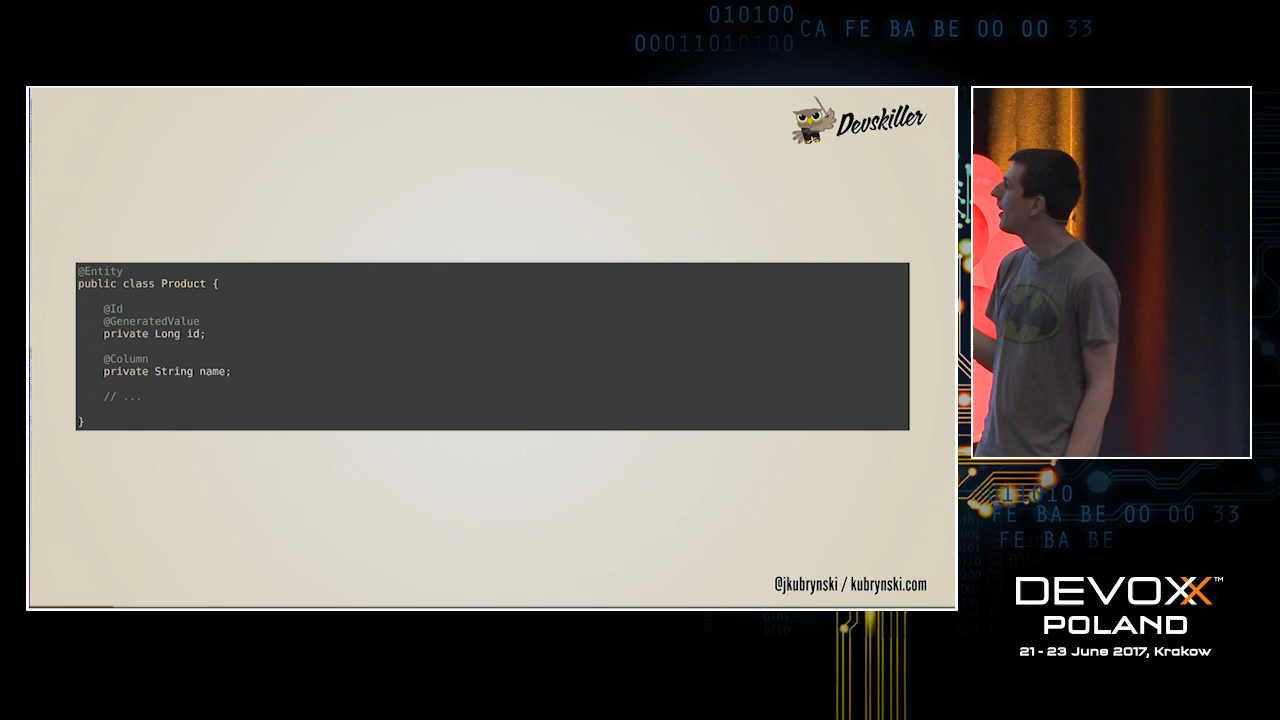 010100
00011010100
CA FE BA BE 00 00 33
Devskiller
@Entity
public class Product {
@Id
@GeneratedValue
private Long id;
@Column
private String name;
// ...
}
@jkubrynski / kubrynski.com
011010
FE BA BE 00 00 33
FE BA BE
DEVOXX™
POLAND
21 - 23 June 2017, Krakow